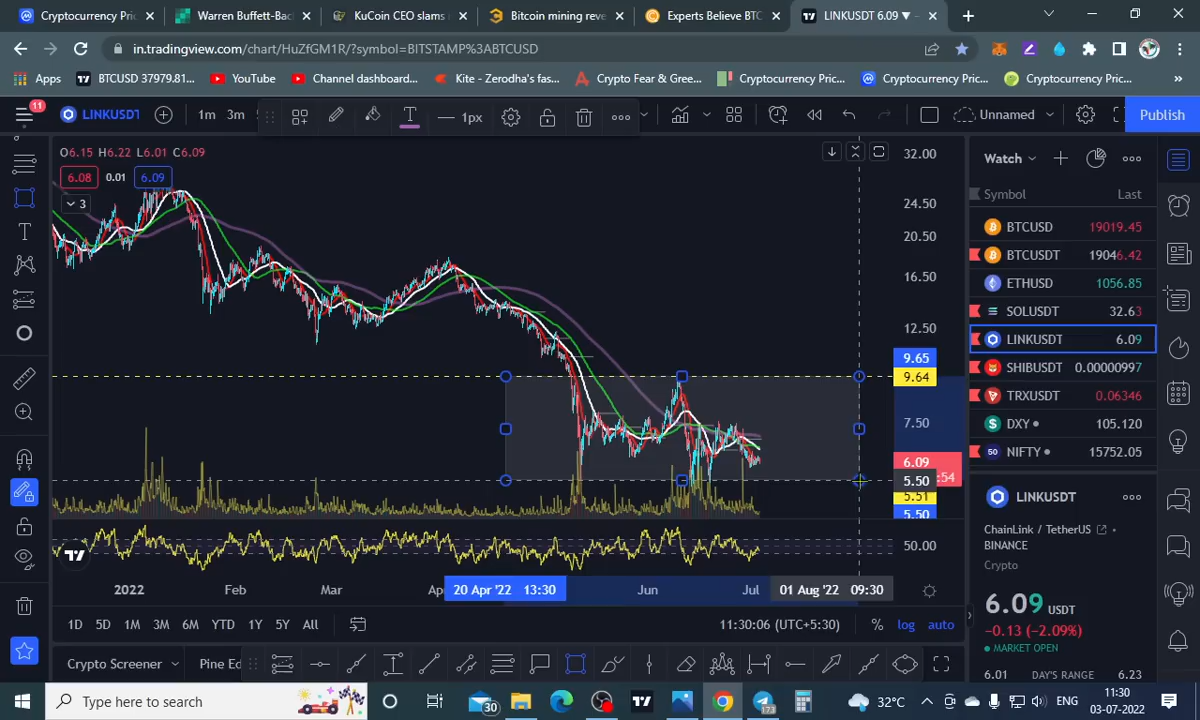 Cryptocurrency Pric
Warren Buffett-Bac
KuCoin CEO slams r
Bitcoin mining reve
Experts Believe BTC
LINKUSDT 6.09 ▼
in.tradingview.com/chart/HuZfGM1R/?symbol=BITSTAMP%3ABTCUSD
Apps
BTCUSD 37979.81...
YouTube
Channel dashboard...
Kite - Zerodha's fas...
Crypto Fear & Gree...
Cryptocurrency Pric...
Cryptocurrency Pric...
Cryptocurrency Pric...
11
LINKUSDT
1m 3m
1px
Unnamed
Publish
O6.15 H6.22 L6.01 C6.09
6.08 0.01 6.09
3
32.00
24.50
20.50
16.50
12.50
9.65
9.64
7.50
6.09
5.50
:54
5.51
5.50
50.00
Watch
Symbol Last
BTCUSD 19019.45
BTCUSDT 19046.42
ETHUSD 1056.85
SOLUSDT 32.63
LINKUSDT 6.09
SHIBUSDT 0.00000997
TRXUSDT 0.06346
DXY 105.120
NIFTY 15752.05
LINKUSDT
ChainLink / TetherUS
BINANCE
Crypto
6.09 USDT
−0.13 (−2.09%)
MARKET OPEN
6.01 DAY'S RANGE 6.23
2022 Feb Mar Ap 20 Apr '22 13:30 Jun Jul 01 Aug '22 09:30
1D 5D 1M 3M 6M YTD 1Y 5Y All
11:30:06 (UTC+5:30) % log auto
Crypto Screener Pine Ed
Type here to search
30
173
32°C
ENG
11:30
03-07-2022